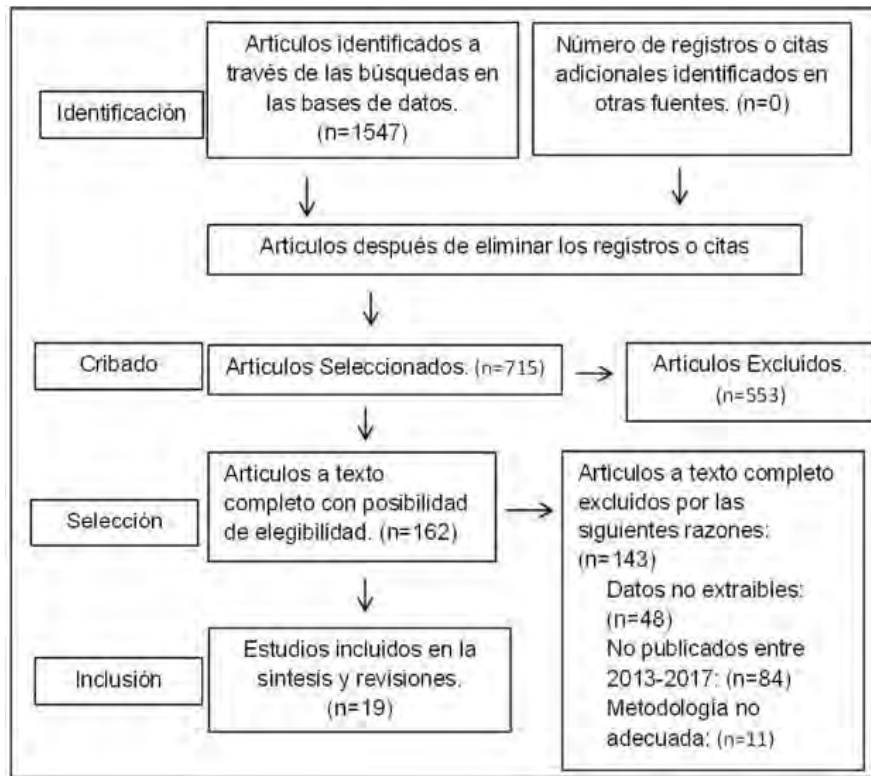 Identificación
Artículos identificados a
través de las búsquedas en
las bases de datos.
(n=1547)
Número de registros o citas
adicionales identificados en
otras fuentes. (n=0)
Artículos después de eliminar los registros o citas
Cribado
Artículos Seleccionados. (n=715)
Artículos Excluidos.
(n=553)
Selección
Artículos a texto
completo con posibilidad
de elegibilidad. (n=162)
Artículos a texto completo
excluidos por las
siguientes razones:
(n=143)
Datos no extraibles:
(n=48)
No publicados entre
2013-2017: (n=84)
Metodología no
adecuada: (n=11)
Inclusión
Estudios incluidos en la
síntesis y revisiones.
(n=19)